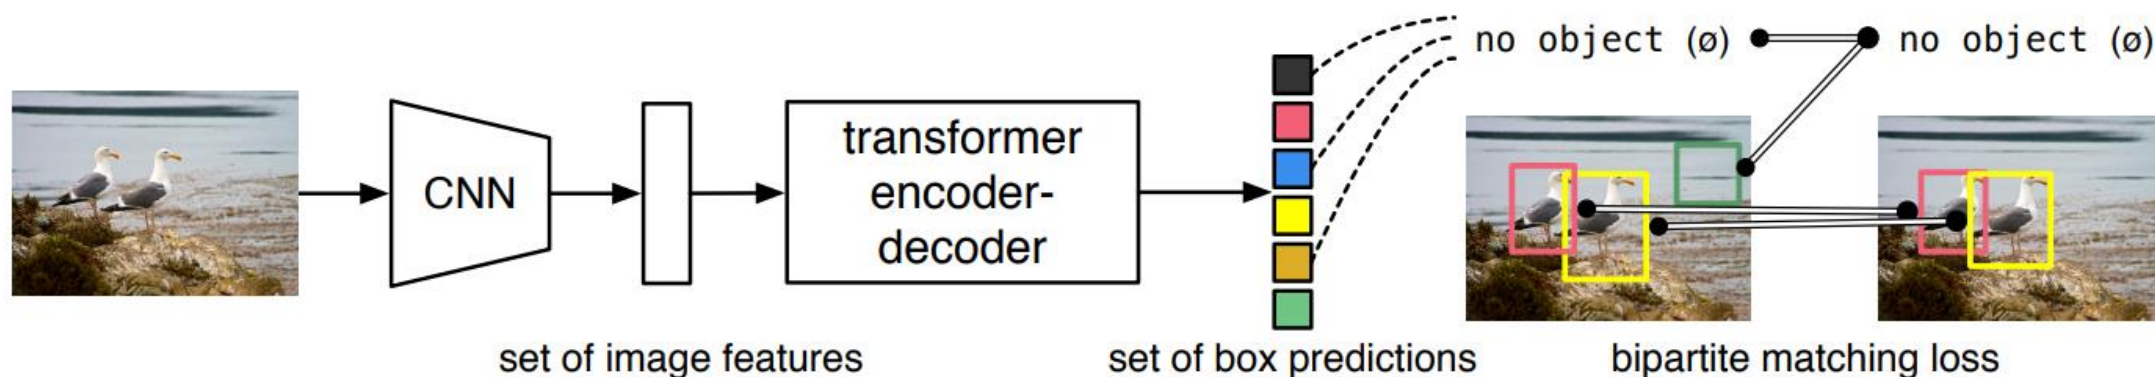 no object (ø)
no object (ø)
CNN
transformer
encoder-
decoder
set of image features
set of box predictions
bipartite matching loss